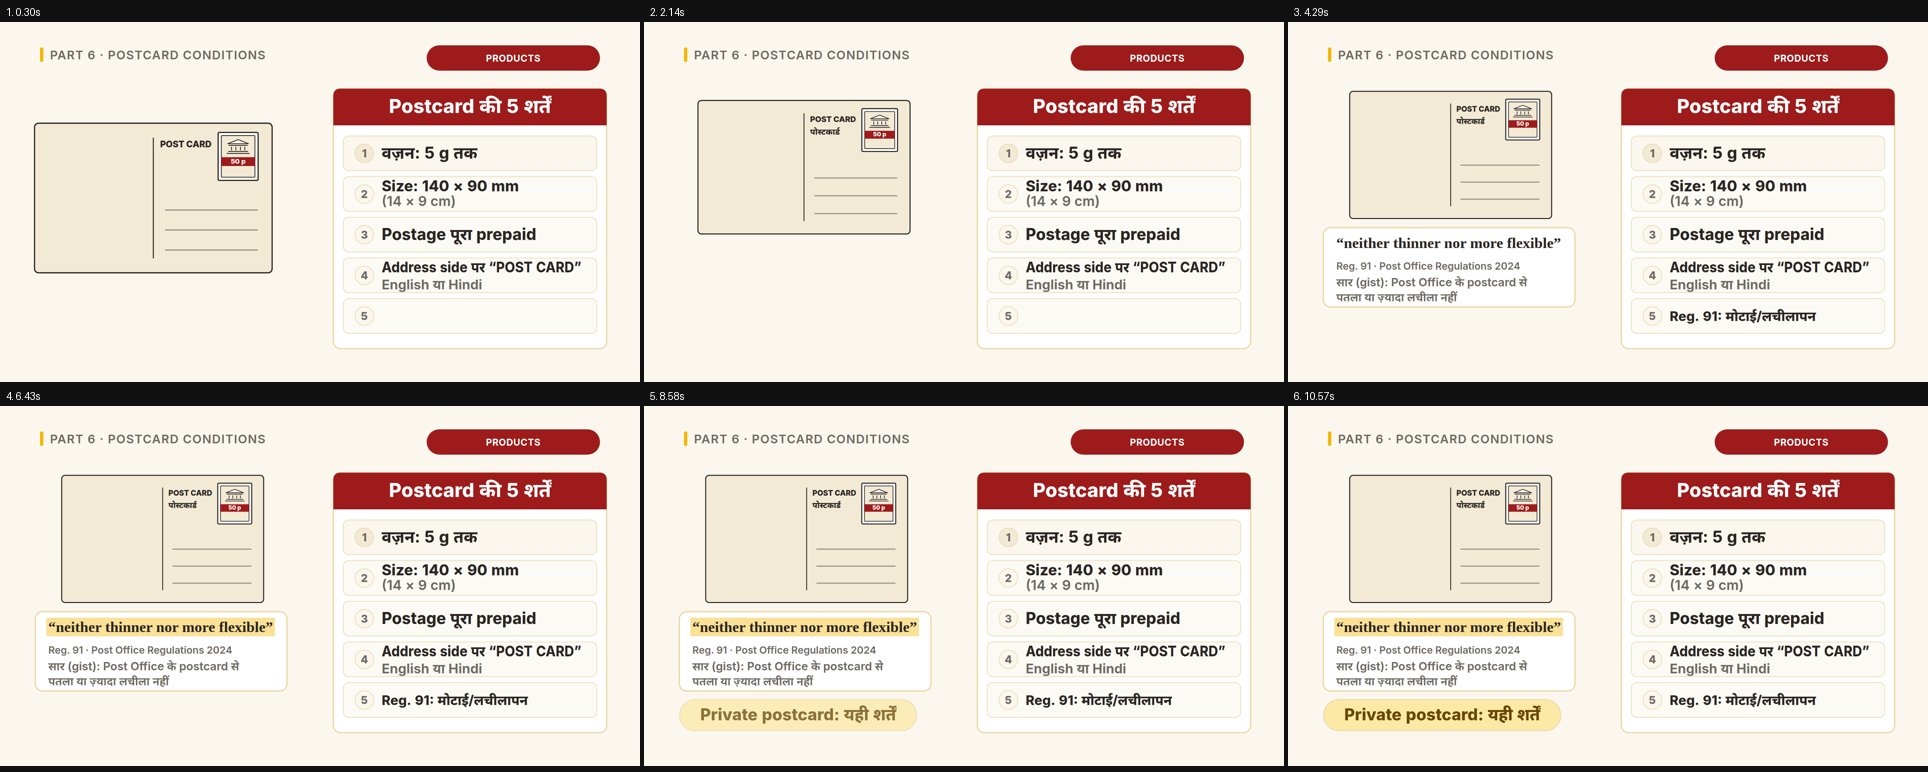 1. 0.30s
PART 6 · POSTCARD CONDITIONS
PRODUCTS
POST CARD
50 p
Postcard की 5 शर्तें
1 वज़न: 5 g तक
2 Size: 140 × 90 mm
(14 × 9 cm)
3 Postage पूरा prepaid
4 Address side पर “POST CARD”
English या Hindi
5
2. 2.14s
PART 6 · POSTCARD CONDITIONS
PRODUCTS
POST CARD
पोस्टकार्ड
50 p
Postcard की 5 शर्तें
1 वज़न: 5 g तक
2 Size: 140 × 90 mm
(14 × 9 cm)
3 Postage पूरा prepaid
4 Address side पर “POST CARD”
English या Hindi
5
3. 4.29s
PART 6 · POSTCARD CONDITIONS
PRODUCTS
POST CARD
पोस्टकार्ड
50 p
“neither thinner nor more flexible”
Reg. 91 · Post Office Regulations 2024
सार (gist): Post Office के postcard से
पतला या ज़्यादा लचीला नहीं
Postcard की 5 शर्तें
1 वज़न: 5 g तक
2 Size: 140 × 90 mm
(14 × 9 cm)
3 Postage पूरा prepaid
4 Address side पर “POST CARD”
English या Hindi
5 Reg. 91: मोटाई/लचीलापन
4. 6.43s
PART 6 · POSTCARD CONDITIONS
PRODUCTS
POST CARD
पोस्टकार्ड
50 p
“neither thinner nor more flexible”
Reg. 91 · Post Office Regulations 2024
सार (gist): Post Office के postcard से
पतला या ज़्यादा लचीला नहीं
Postcard की 5 शर्तें
1 वज़न: 5 g तक
2 Size: 140 × 90 mm
(14 × 9 cm)
3 Postage पूरा prepaid
4 Address side पर “POST CARD”
English या Hindi
5 Reg. 91: मोटाई/लचीलापन
5. 8.58s
PART 6 · POSTCARD CONDITIONS
PRODUCTS
POST CARD
पोस्टकार्ड
50 p
“neither thinner nor more flexible”
Reg. 91 · Post Office Regulations 2024
सार (gist): Post Office के postcard से
पतला या ज़्यादा लचीला नहीं
Private postcard: यही शर्तें
Postcard की 5 शर्तें
1 वज़न: 5 g तक
2 Size: 140 × 90 mm
(14 × 9 cm)
3 Postage पूरा prepaid
4 Address side पर “POST CARD”
English या Hindi
5 Reg. 91: मोटाई/लचीलापन
6. 10.57s
PART 6 · POSTCARD CONDITIONS
PRODUCTS
POST CARD
पोस्टकार्ड
50 p
“neither thinner nor more flexible”
Reg. 91 · Post Office Regulations 2024
सार (gist): Post Office के postcard से
पतला या ज़्यादा लचीला नहीं
Private postcard: यही शर्तें
Postcard की 5 शर्तें
1 वज़न: 5 g तक
2 Size: 140 × 90 mm
(14 × 9 cm)
3 Postage पूरा prepaid
4 Address side पर “POST CARD”
English या Hindi
5 Reg. 91: मोटाई/लचीलापन